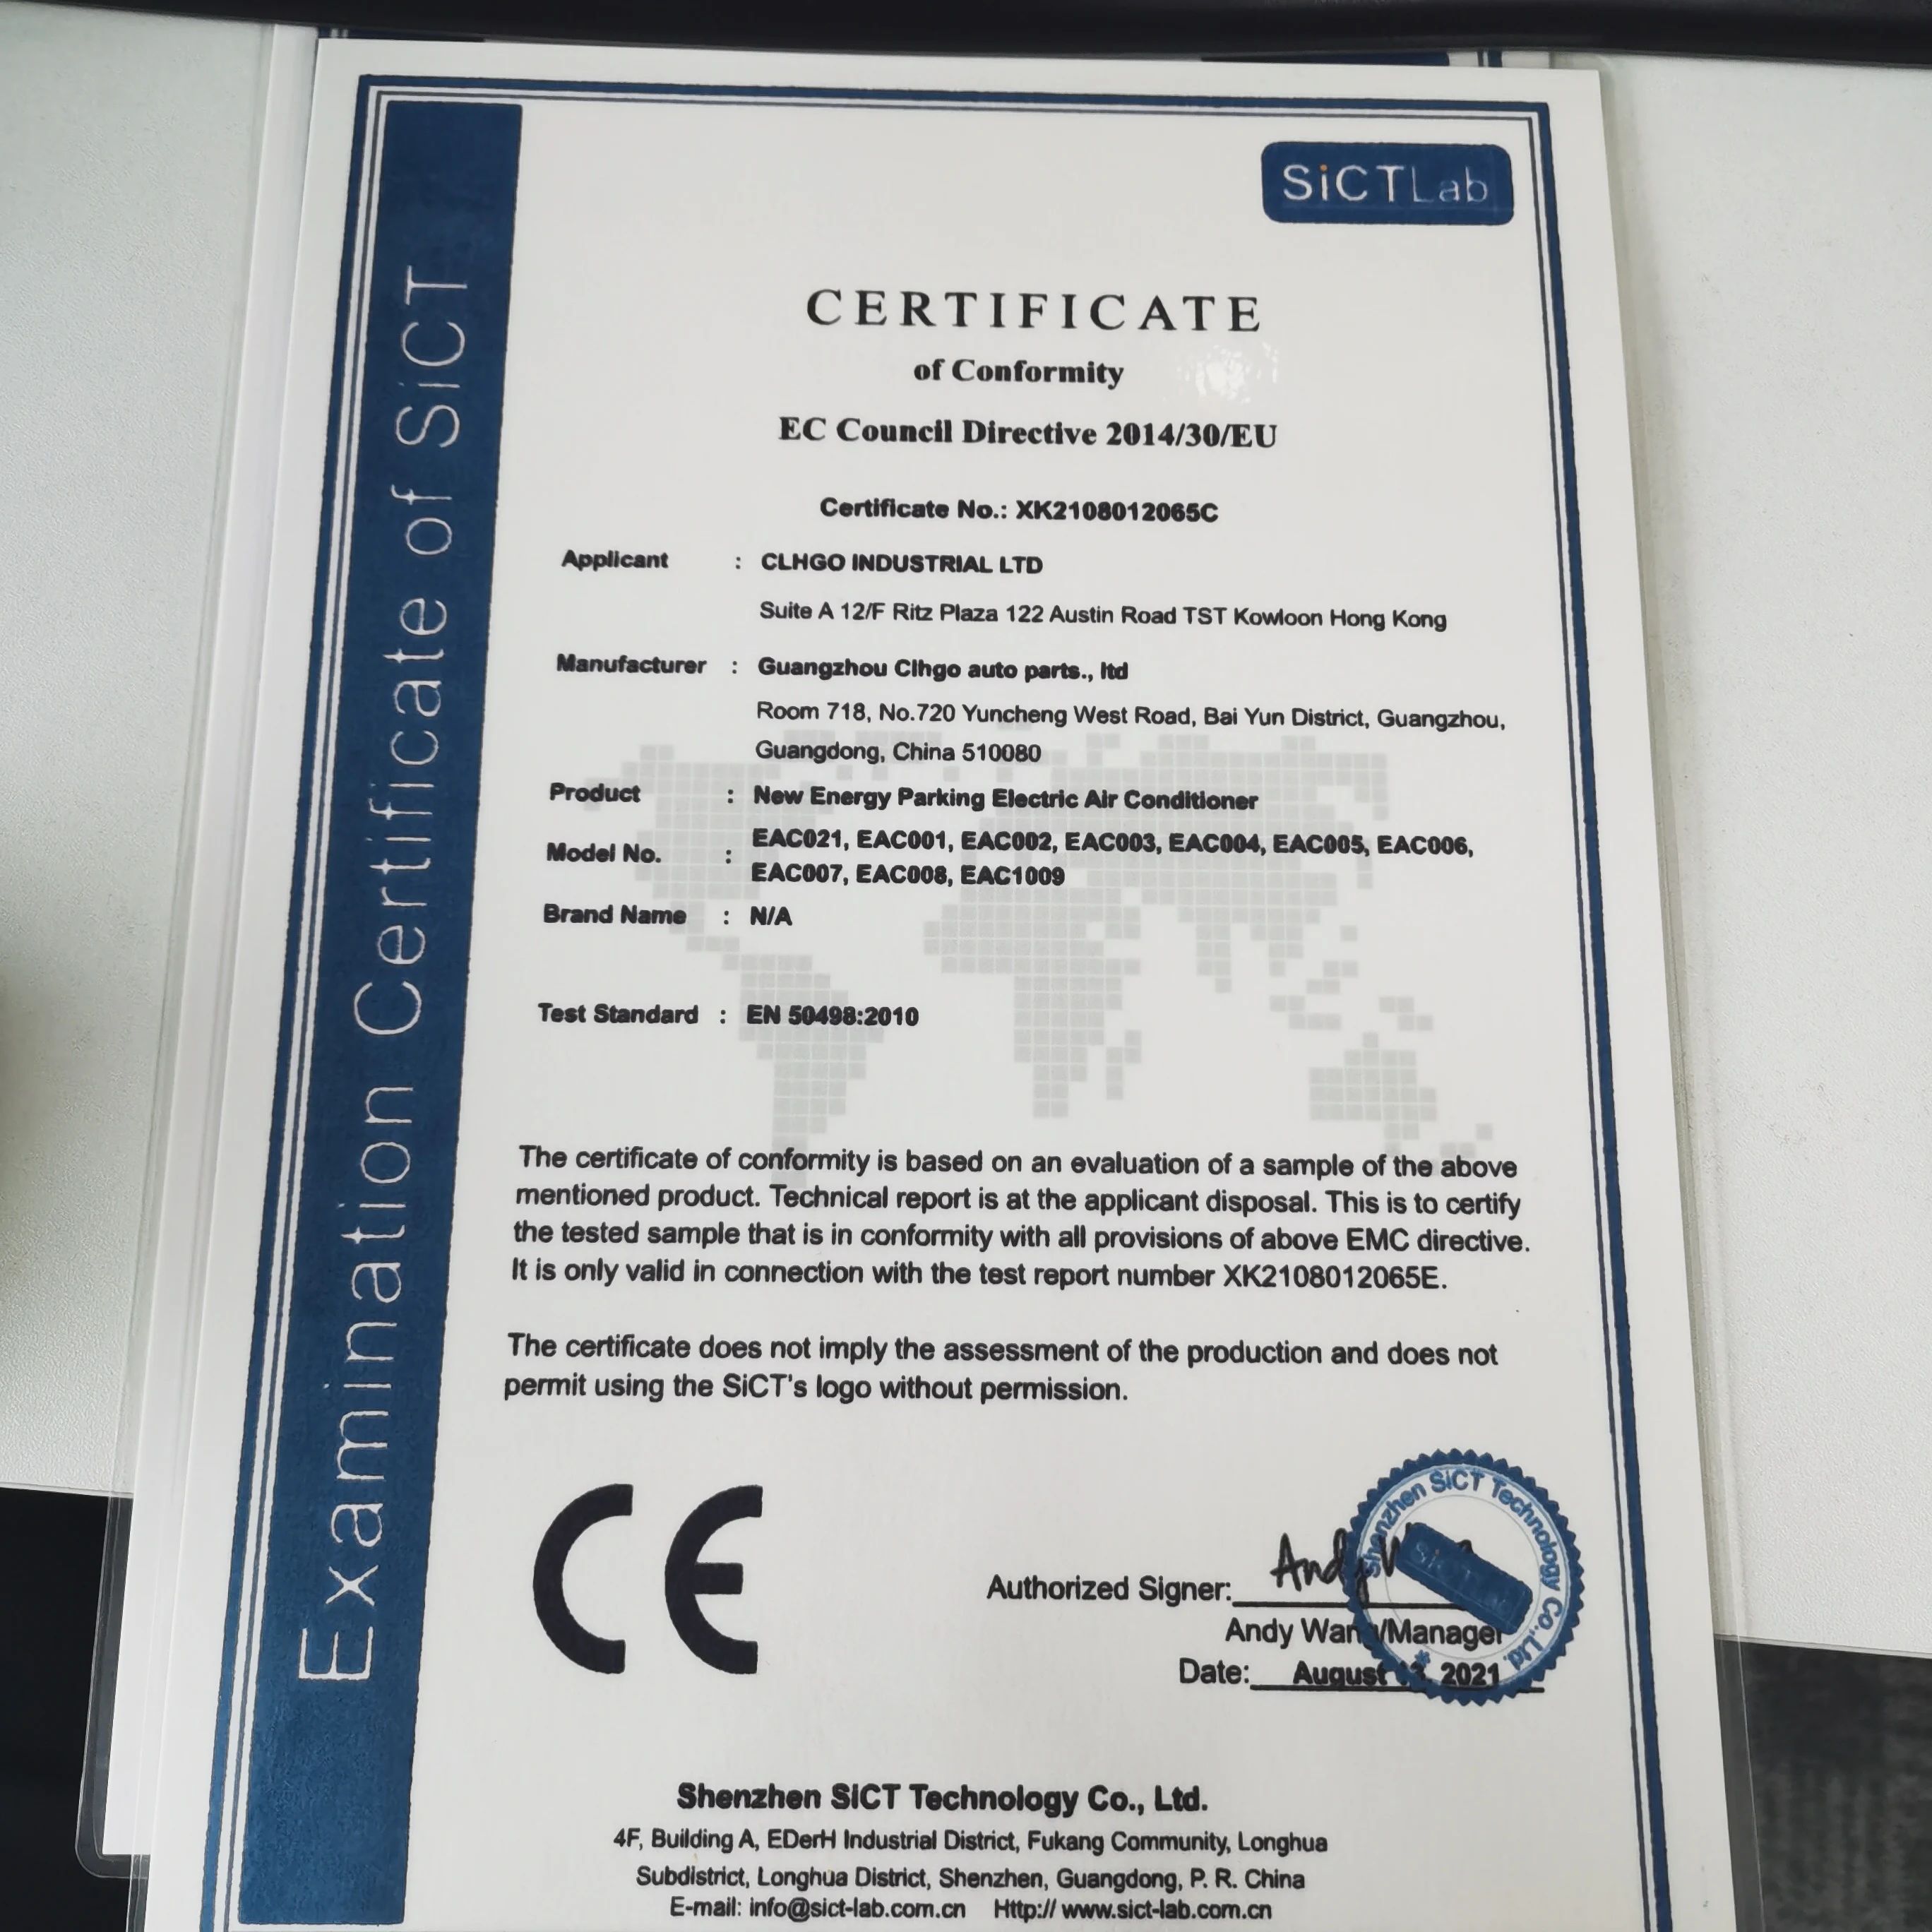 Examination Certificate of SiCT
SiCTLab
CERTIFICATE
of Conformity
EC Council Directive 2014/30/EU
Certificate No.: XK2108012065C
Applicant : CLHGO INDUSTRIAL LTD
Suite A 12/F Ritz Plaza 122 Austin Road TST Kowloon Hong Kong
Manufacturer : Guangzhou Clhgo auto parts., ltd
Room 718, No.720 Yuncheng West Road, Bai Yun District, Guangzhou,
Guangdong, China 510080
Product : New Energy Parking Electric Air Conditioner
Model No. : EAC021, EAC001, EAC002, EAC003, EAC004, EAC005, EAC006,
EAC007, EAC008, EAC1009
Brand Name : N/A
Test Standard : EN 50498:2010
The certificate of conformity is based on an evaluation of a sample of the above
mentioned product. Technical report is at the applicant disposal. This is to certify
the tested sample that is in conformity with all provisions of above EMC directive.
It is only valid in connection with the test report number XK2108012065E.
The certificate does not imply the assessment of the production and does not
permit using the SiCT's logo without permission.
CE
Authorized Signer: Andy
Andy Wang/Manager
Date: August 2021
Shenzhen SiCT Technology Co.,Ltd.
Shenzhen SiCT Technology Co., Ltd.
4F, Building A, EDerH Industrial District, Fukang Community, Longhua
Subdistrict, Longhua District, Shenzhen, Guangdong, P. R. China
E-mail: info@sict-lab.com.cn Http:// www.sict-lab.com.cn